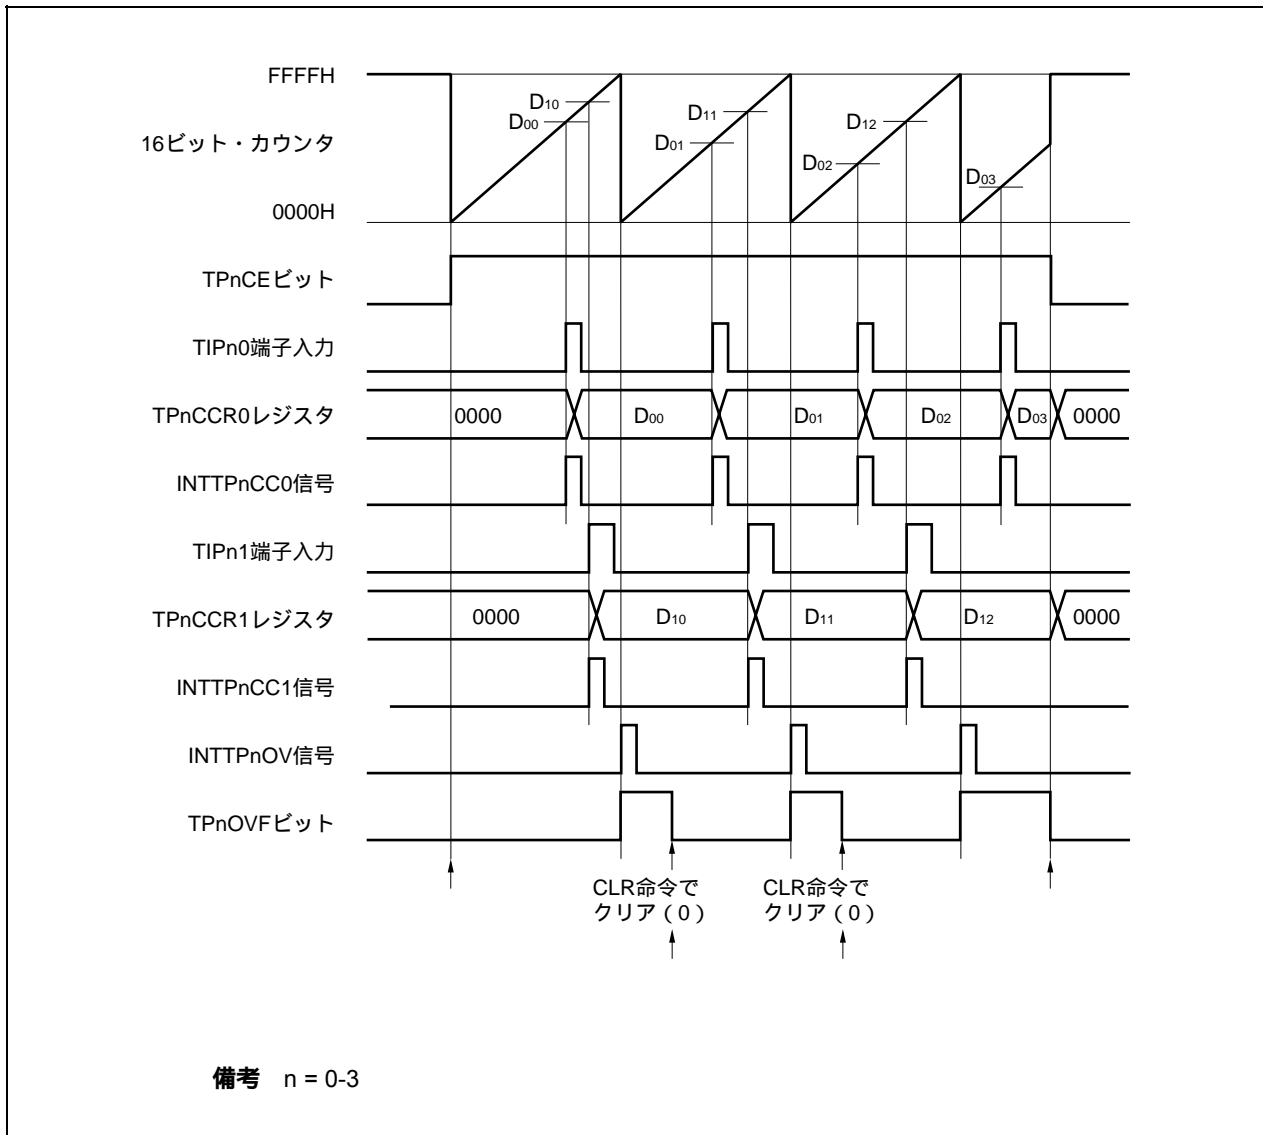 FFFFH
D10
D00
D11
D01
D12
D02
D03
16ビット・カウンタ
0000H
TPnCEビット
TIPn0端子入力
TPnCCR0レジスタ
0000 D00 D01 D02 D03 0000
INTTPnCC0信号
TIPn1端子入力
TPnCCR1レジスタ
0000 D10 D11 D12 0000
INTTPnCC1信号
INTTPnOV信号
TPnOVFビット
CLR命令で
クリア(0)
CLR命令で
クリア(0)
備考 n = 0-3